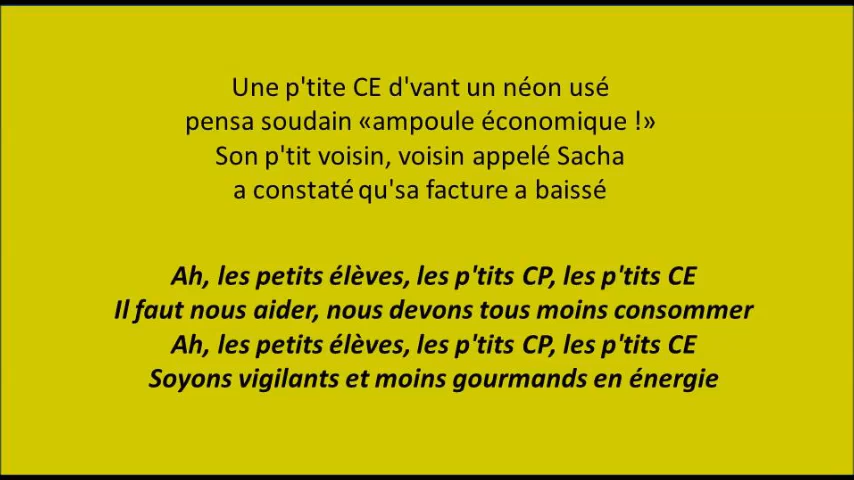 Une p'tite CE d'vant un néon usé
pensa soudain «ampoule économique !»
Son p'tit voisin, voisin appelé Sacha
a constaté qu'sa facture a baissé
Ah, les petits élèves, les p'tits CP, les p'tits CE
Il faut nous aider, nous devons tous moins consommer
Ah, les petits élèves, les p'tits CP, les p'tits CE
Soyons vigilants et moins gourmands en énergie